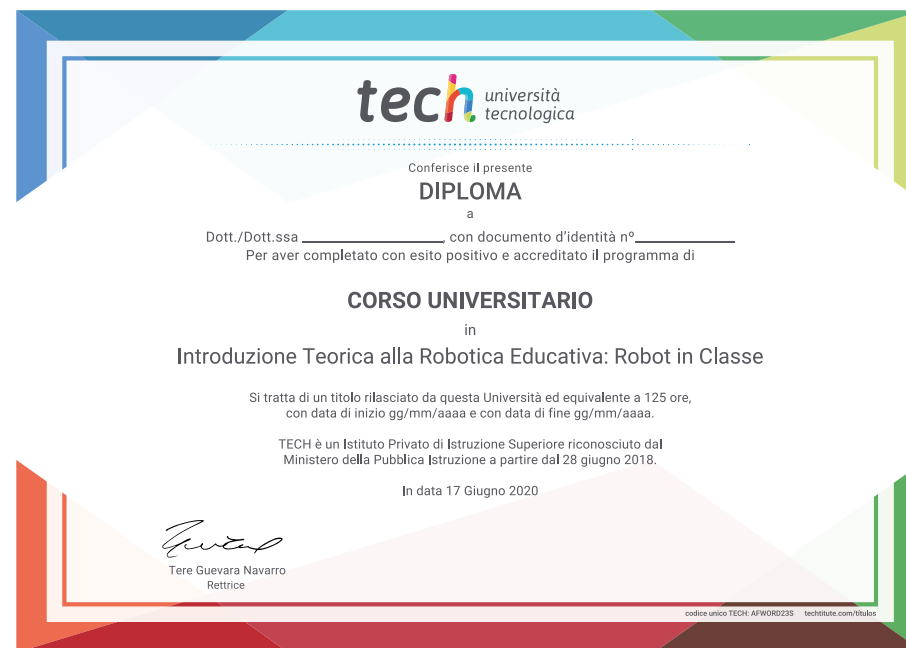 tech università
tecnologica
Conferisce il presente
DIPLOMA
a
Dott./Dott.ssa ________________, con documento d'identità nº____________
Per aver completato con esito positivo e accreditato il programma di
CORSO UNIVERSITARIO
in
Introduzione Teorica alla Robotica Educativa: Robot in Classe
Si tratta di un titolo rilasciato da questa Università ed equivalente a 125 ore,
con data di inizio gg/mm/aaaa e con data di fine gg/mm/aaaa.
TECH è un Istituto Privato di Istruzione Superiore riconosciuto dal
Ministero della Pubblica Istruzione a partire dal 28 giugno 2018.
In data 17 Giugno 2020
Tere Guevara Navarro
Rettrice
codice unico TECH: AFWORD23S techtitute.com/titulos